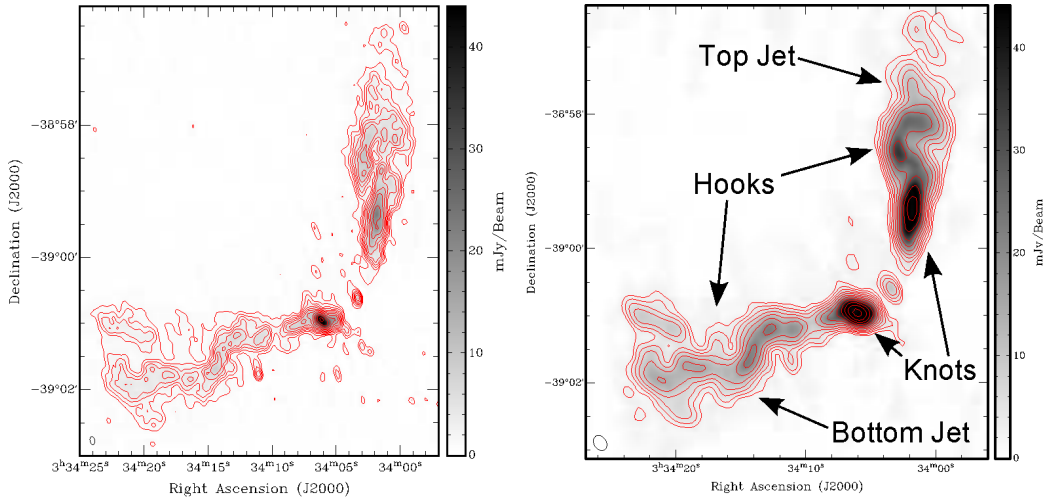 40
30
20
10
0
mJy/Beam
−38°58′
−39°00′
−39°02′
Declination (J2000)
3ʰ34ᵐ25ˢ 34ᵐ20ˢ 34ᵐ15ˢ 34ᵐ10ˢ 34ᵐ05ˢ 34ᵐ00ˢ
Right Ascension (J2000)
Top Jet
Hooks
Knots
Bottom Jet
40
30
20
10
0
mJy/Beam
−38°58′
−39°00′
−39°02′
Declination (J2000)
3ʰ34ᵐ20ˢ 34ᵐ10ˢ 34ᵐ00ˢ
Right Ascension (J2000)